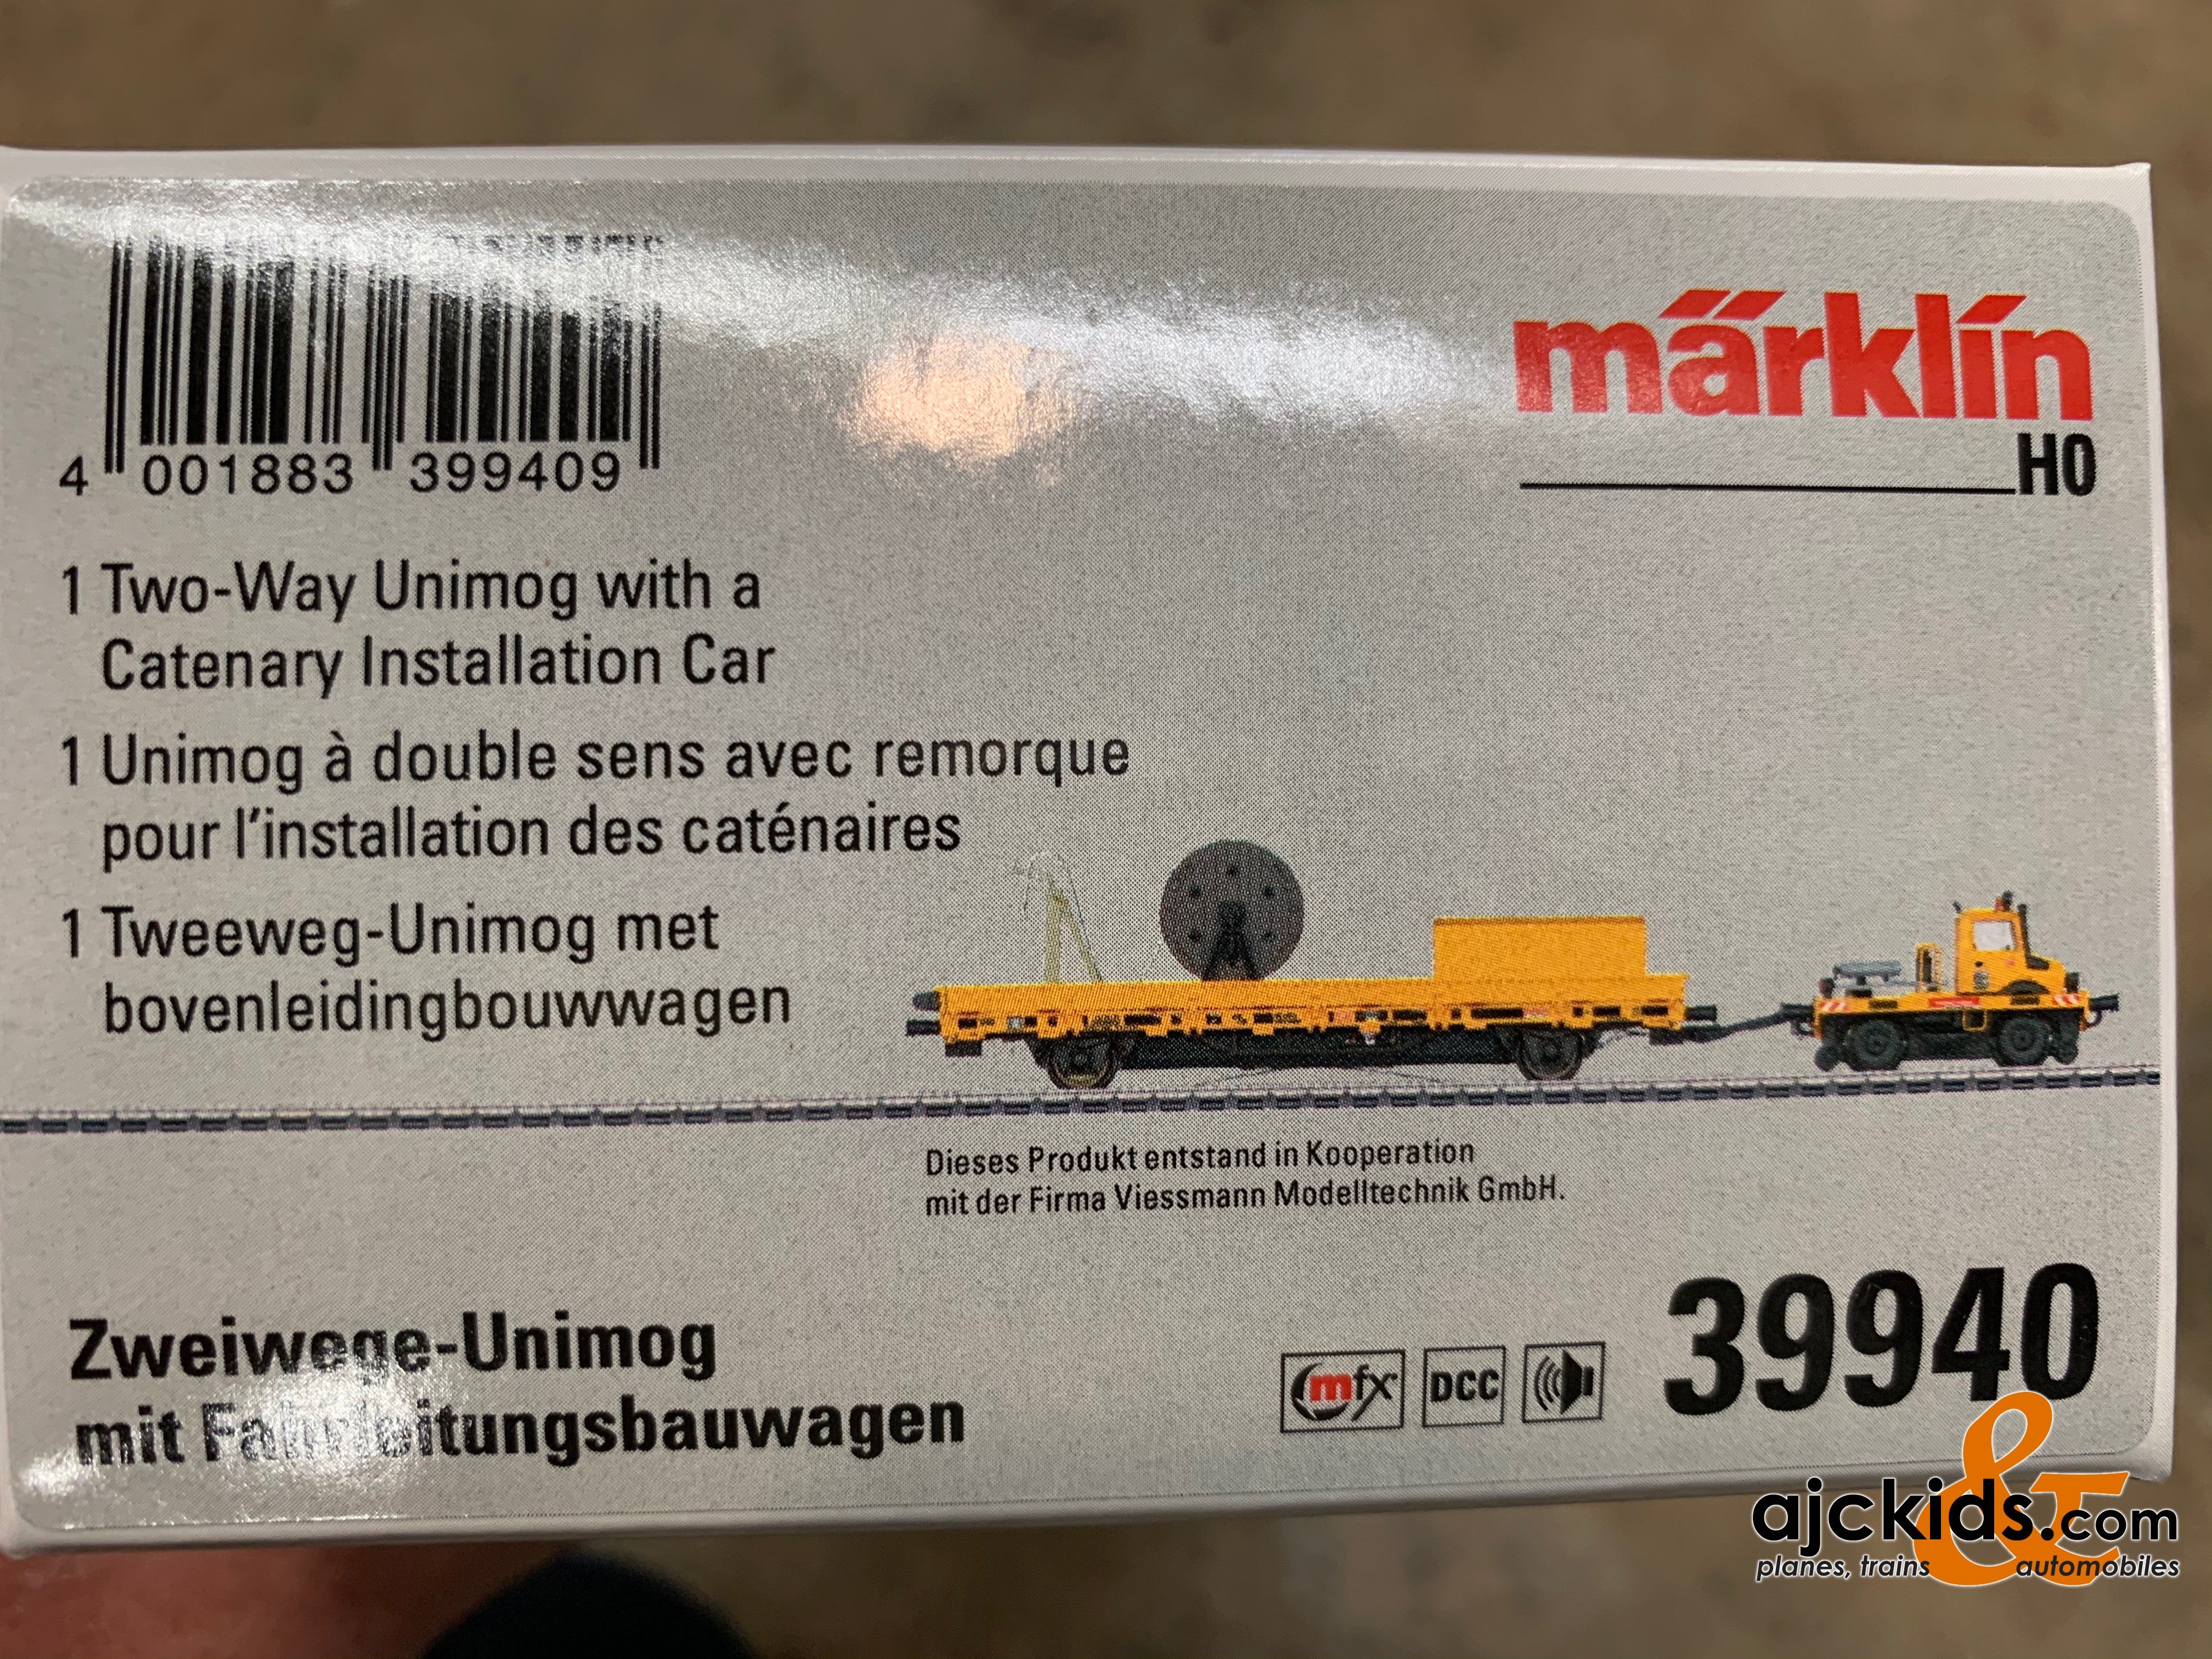 4 001883 399409
märklin
H0
1 Two-Way Unimog with a
Catenary Installation Car
1 Unimog à double sens avec remorque
pour l'installation des caténaires
1 Tweeweg-Unimog met
bovenleidingbouwwagen
Dieses Produkt entstand in Kooperation
mit der Firma Viessmann Modelltechnik GmbH.
Zweiwege-Unimog
mit Fahrleitungsbauwagen
mfx DCC
39940
&
ajckids.com
planes, trains automobiles